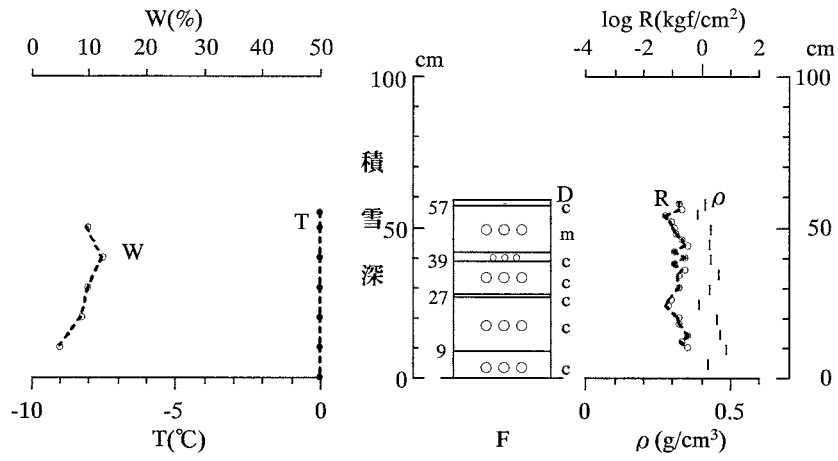 W(%)
0 10 20 30 40 50
log R(kgf/cm²)
-4 -2 0 2
cm
cm
100
100
積雪深
D
57 c
R ρ
T
50
m
50
W
39 c
c
27 c
c
9
c
0
0
-10 -5 0
T(℃)
F
0 0.5
ρ (g/cm³)